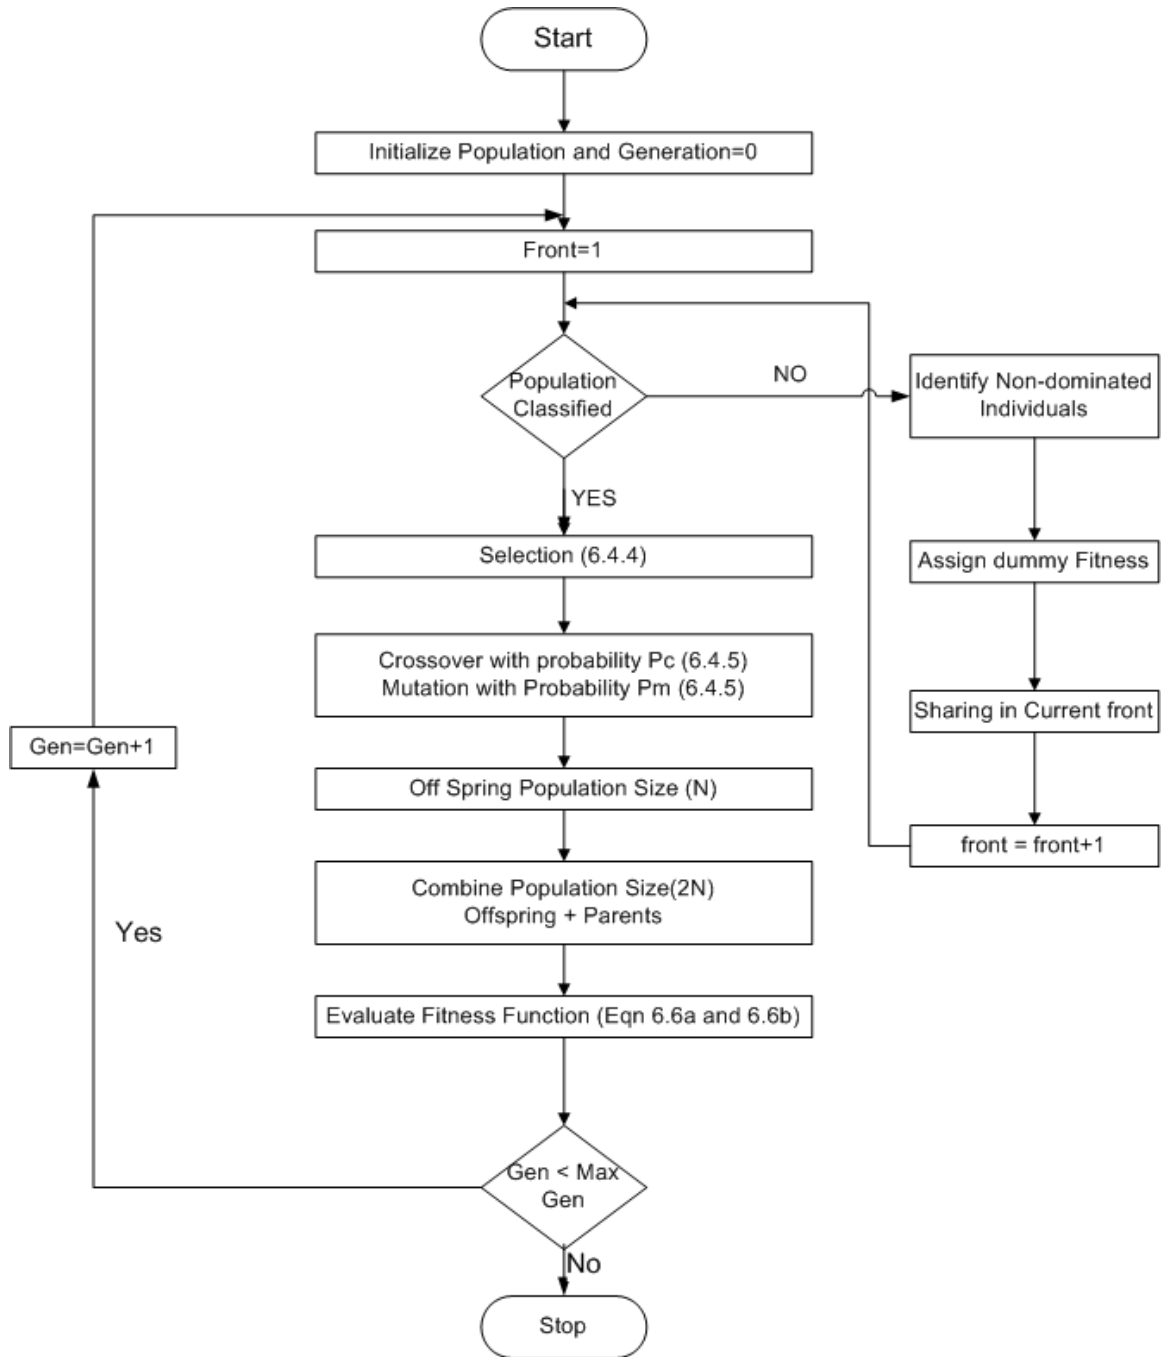 Start
Initialize Population and Generation=0
Front=1
Population
Classified
NO
Identify Non-dominated
Individuals
YES
Selection (6.4.4)
Assign dummy Fitness
Crossover with probability Pc (6.4.5)
Mutation with Probability Pm (6.4.5)
Sharing in Current front
Gen=Gen+1
Off Spring Population Size (N)
front = front+1
Combine Population Size(2N)
Offspring + Parents
Yes
Evaluate Fitness Function (Eqn 6.6a and 6.6b)
Gen < Max
Gen
No
Stop